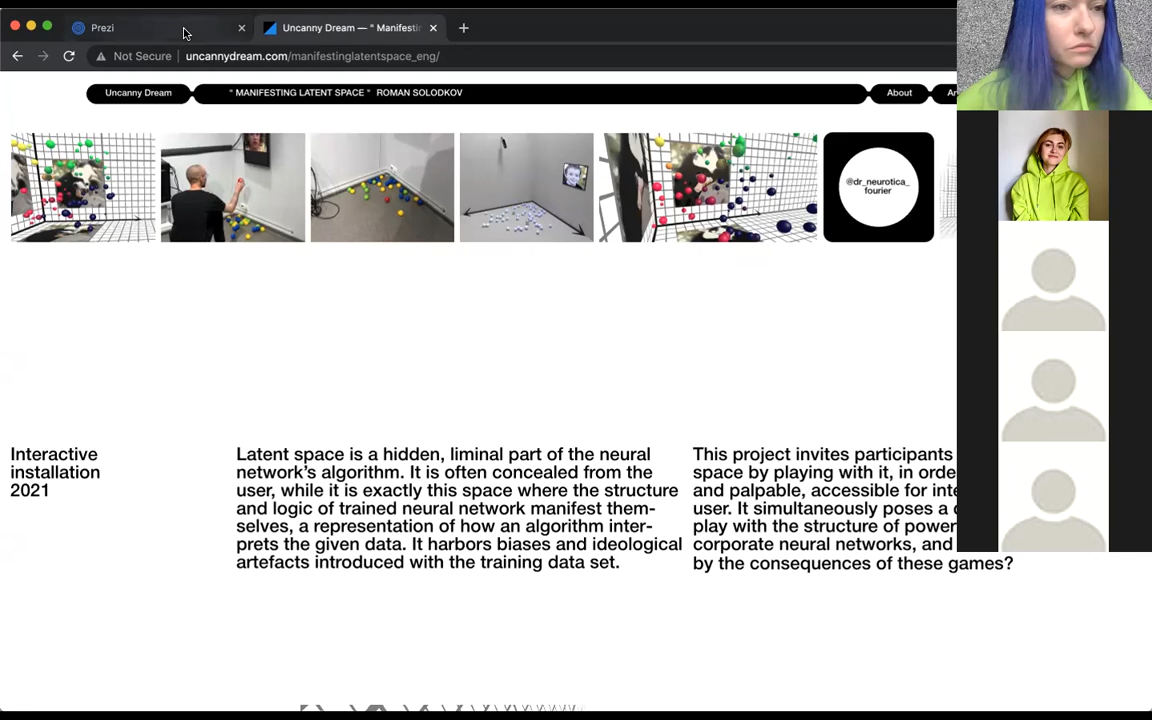 Prezi
Uncanny Dream — " Manifestin
Not Secure
uncannydream.com/manifestinglatentspace_eng/
Uncanny Dream
" MANIFESTING LATENT SPACE " ROMAN SOLODKOV
About
@dr_neurotica_
fourier
Interactive
installation
2021
Latent space is a hidden, liminal part of the neural
network's algorithm. It is often concealed from the
user, while it is exactly this space where the structure
and logic of trained neural network manifest them-
selves, a representation of how an algorithm inter-
prets the given data. It harbors biases and ideological
artefacts introduced with the training data set.
This project invites participants
space by playing with it, in orde
and palpable, accessible for inte
user. It simultaneously poses a
play with the structure of power
corporate neural networks, and
by the consequences of these games?